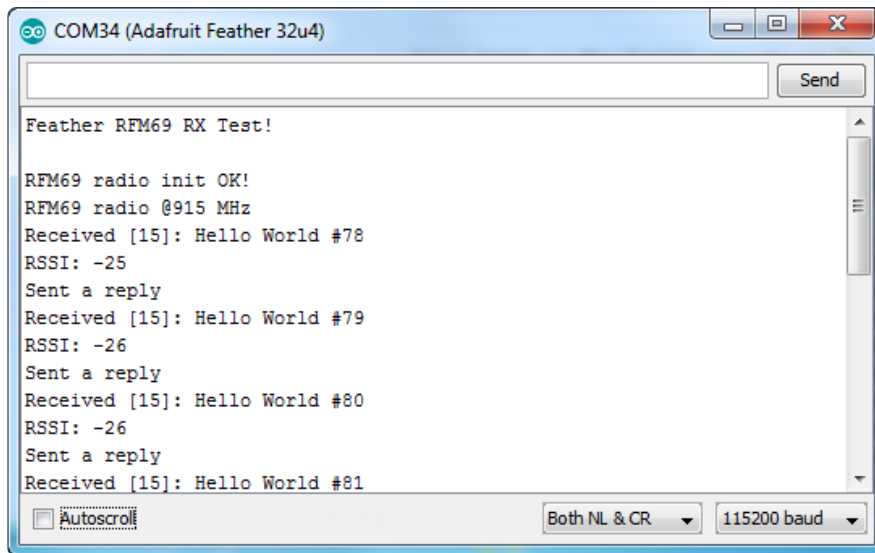 COM34 (Adafruit Feather 32u4)
Send
Feather RFM69 RX Test!
RFM69 radio init OK!
RFM69 radio @915 MHz
Received [15]: Hello World #78
RSSI: -25
Sent a reply
Received [15]: Hello World #79
RSSI: -26
Sent a reply
Received [15]: Hello World #80
RSSI: -26
Sent a reply
Received [15]: Hello World #81
Autoscroll Both NL & CR 115200 baud